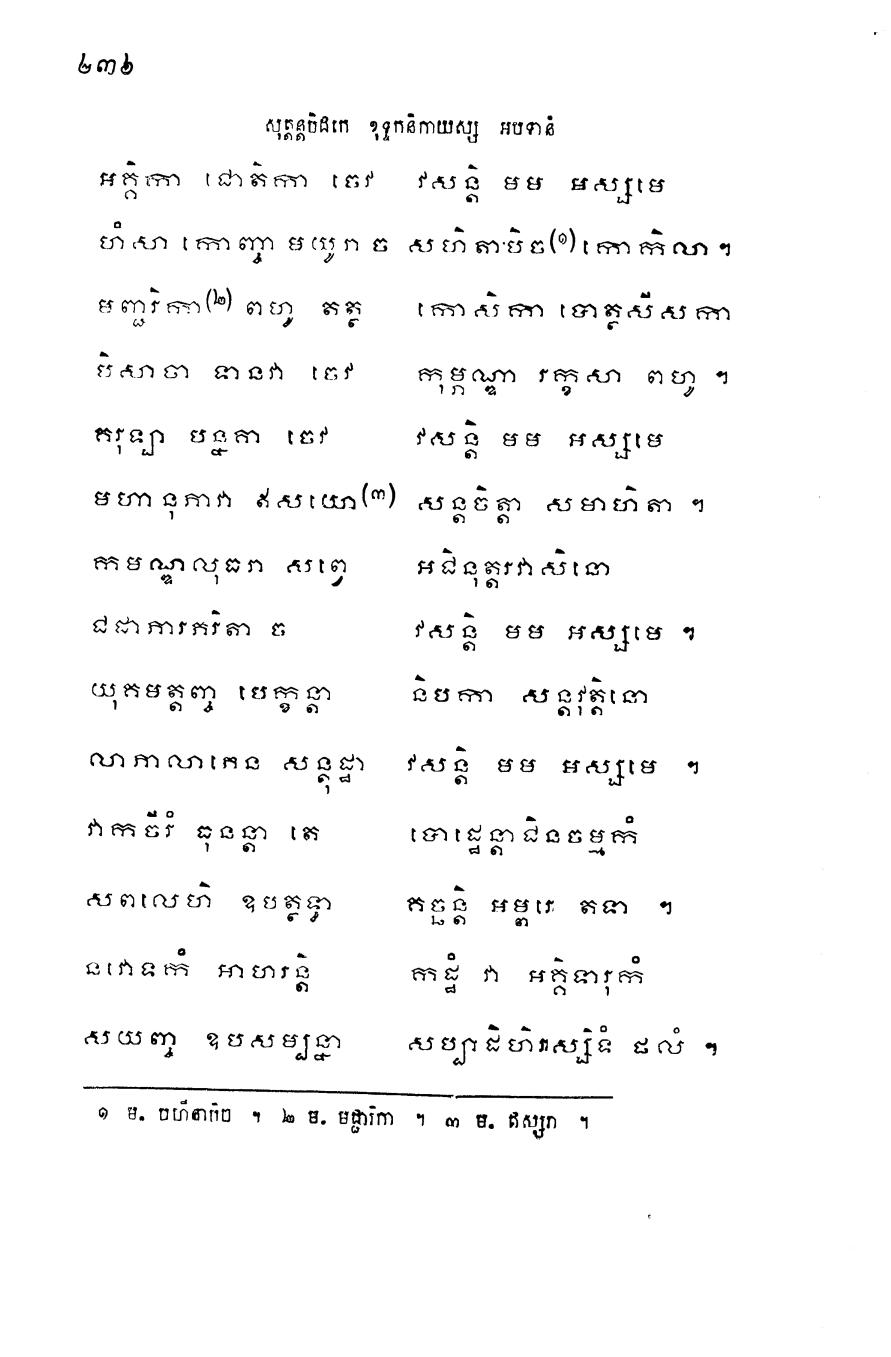 ២៣៦
សុត្តន្តបិដកេ ខុទ្ទកនិកាយស្ស អបទានំ
អគ្គិកា ជោតិកា ចេវ វសន្តិ មម អស្សមេ
ហំសា កោញ្ចា មយូរា ច សហិតាបិច(១) កោកិលា ។
មញ្ជរិកា(២) ពហូ តត្ថ កោសិកា បោត្ថសីសកា
បិសាចា ទានវា ចេវ កុម្ភណ្ឌា រក្ខសា ពហូ ។
គរុឡា បន្នគា ចេវ វសន្តិ មម អស្សមេ
មហានុភាវា ឥសយោ(៣) សន្តចិត្តា សមាហិតា ។
កមណ្ឌលុធរា សព្វេ អជិនុត្តរវាសិនោ
ជដាភារភរិតា ច វសន្តិ មម អស្សមេ ។
យុគមត្តញ្ច បេក្ខន្តា និបកា សន្តវុត្តិនោ
លាភាលាភេន សន្តុដ្ឋា វសន្តិ មម អស្សមេ ។
វាកចីរំ ធុនន្តា តេ បោដ្ឋេន្តាជិនចម្មកំ
សពលេហិ ឧបត្ថទ្ធា គច្ឆន្តិ អម្ពរេ តទា ។
នវោទកំ អាហរន្តិ កដ្ឋំ វា អគ្គិទារុកំ
សយញ្ច ឧបសម្បន្នា សប្បាដិហិរស្សិទំ ផលំ ។
១ ម. បហីតាបិច ។ ២ ម. មជ្ជារិកា ។ ៣ ម. ឥស្សរា ។